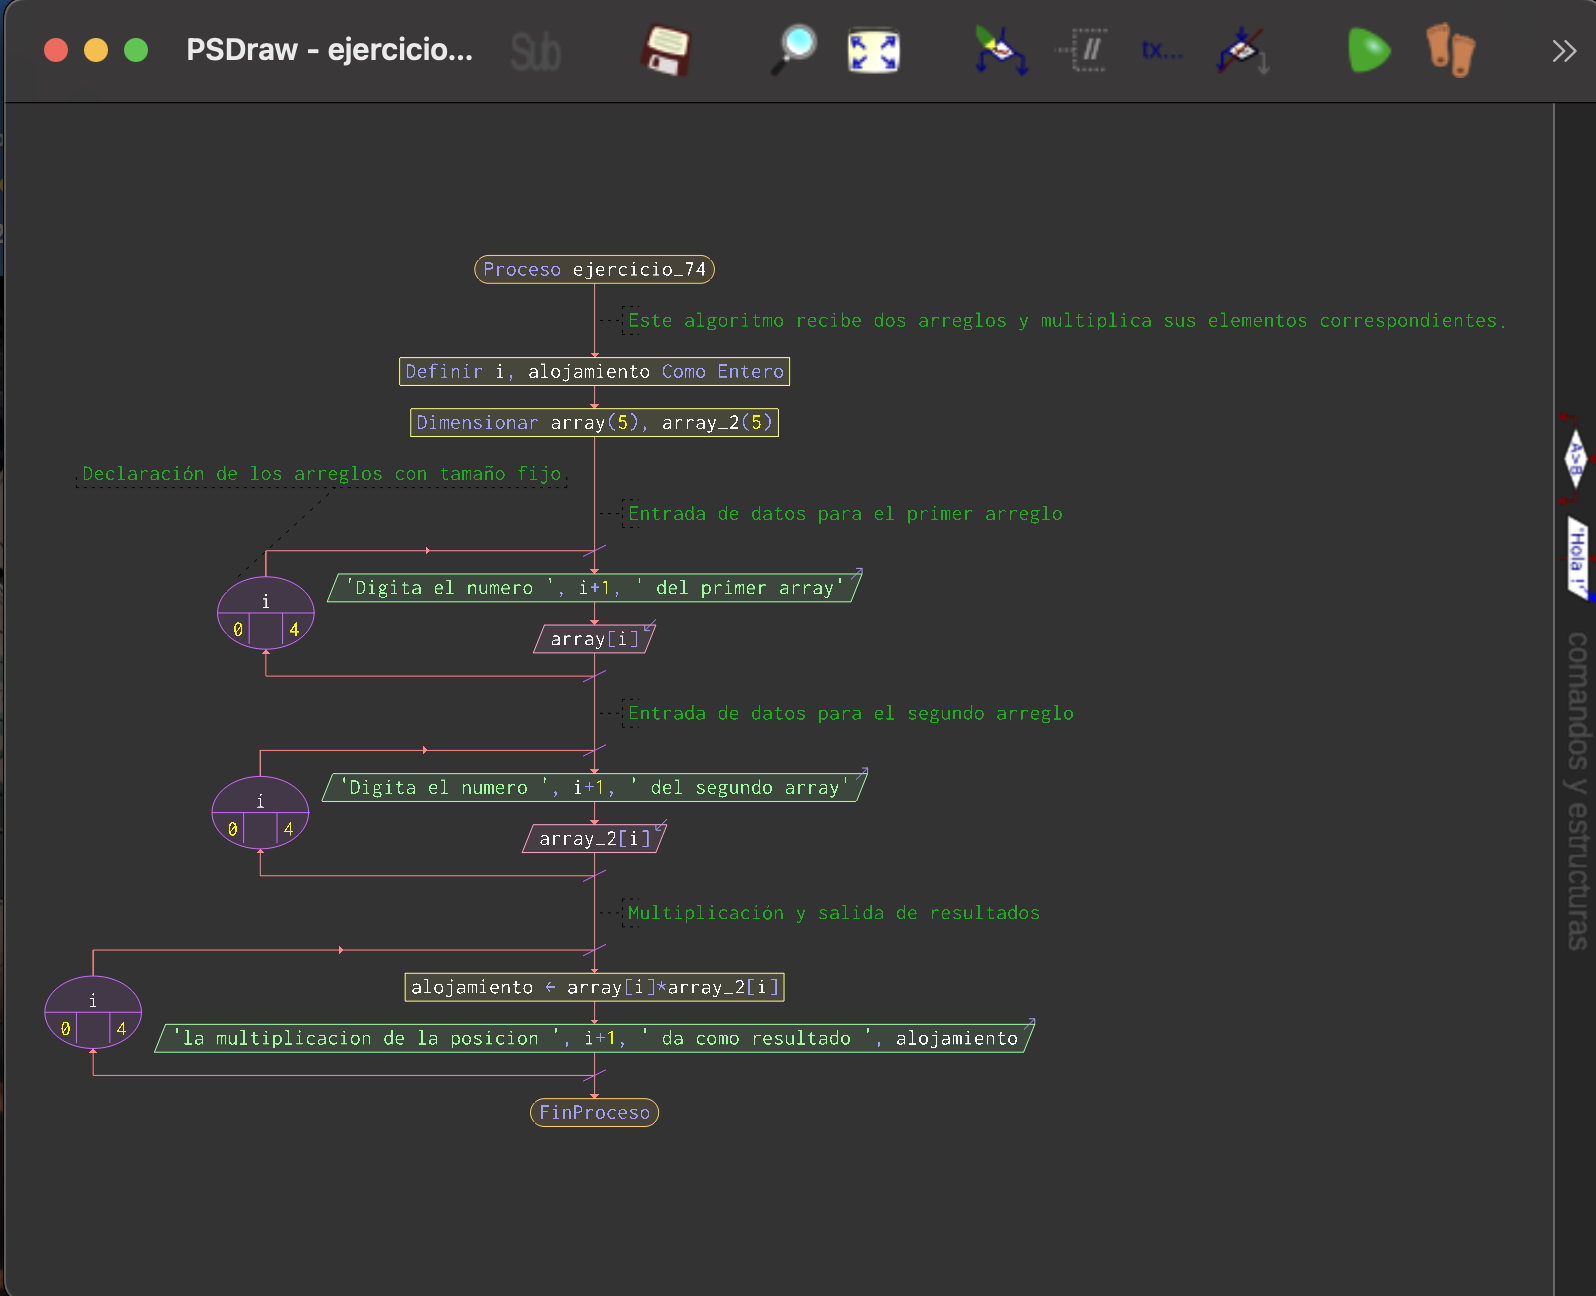 PSDraw - ejercicio...
Sub
//
tx...
Proceso ejercicio_74
Este algoritmo recibe dos arreglos y multiplica sus elementos correspondientes.
Definir i, alojamiento Como Entero
Dimensionar array(5), array_2(5)
Declaración de los arreglos con tamaño fijo
Entrada de datos para el primer arreglo
'Digita el numero ', i+1, ' del primer array'
i
0 4
array[i]
Entrada de datos para el segundo arreglo
'Digita el numero ', i+1, ' del segundo array'
i
0 4
array_2[i]
Multiplicación y salida de resultados
alojamiento ← array[i]*array_2[i]
i
0 4
'la multiplicacion de la posicion ', i+1, ' da como resultado ', alojamiento
FinProceso
A>B
'Hola !'
comandos y estructuras